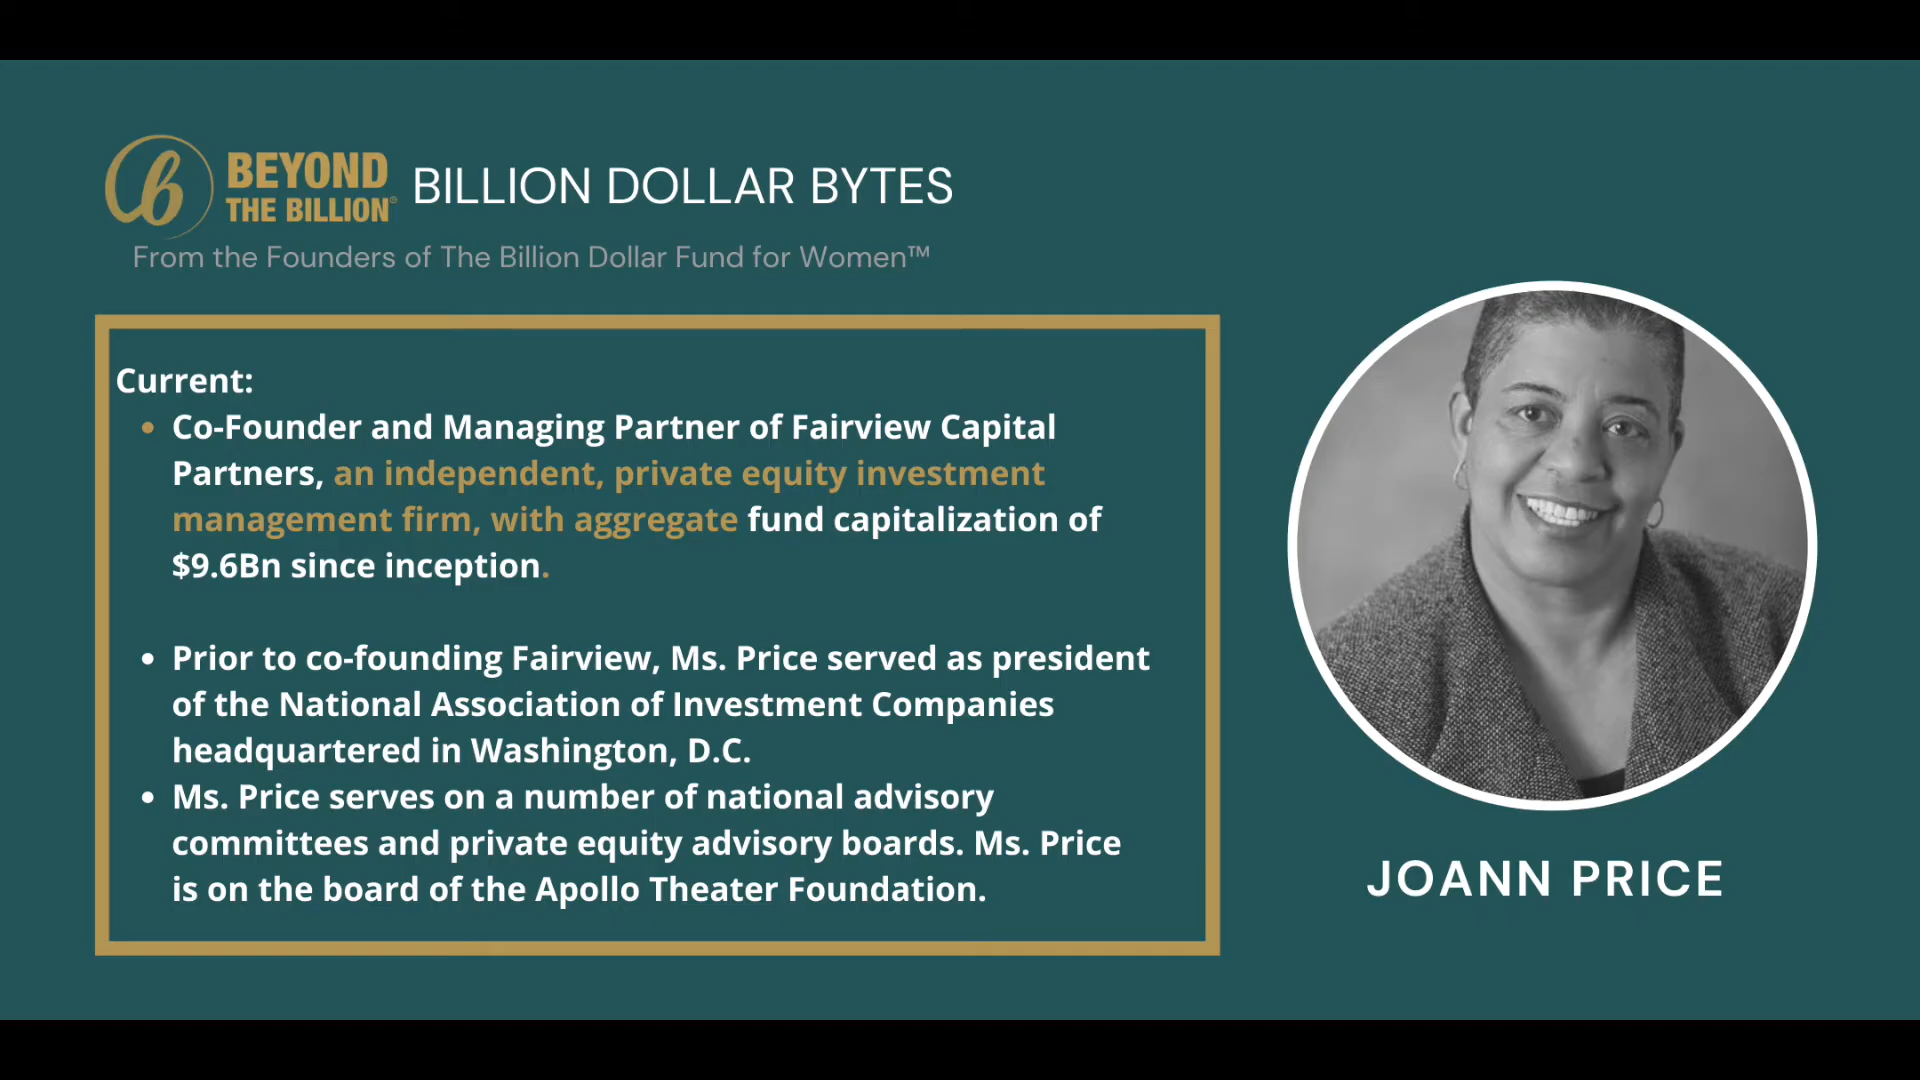 b BEYOND
THE BILLION® BILLION DOLLAR BYTES
From the Founders of The Billion Dollar Fund for Women™
Current:
• Co-Founder and Managing Partner of Fairview Capital
Partners, an independent, private equity investment
management firm, with aggregate fund capitalization of
$9.6Bn since inception.
• Prior to co-founding Fairview, Ms. Price served as president
of the National Association of Investment Companies
headquartered in Washington, D.C.
• Ms. Price serves on a number of national advisory
committees and private equity advisory boards. Ms. Price
is on the board of the Apollo Theater Foundation.
JOANN PRICE